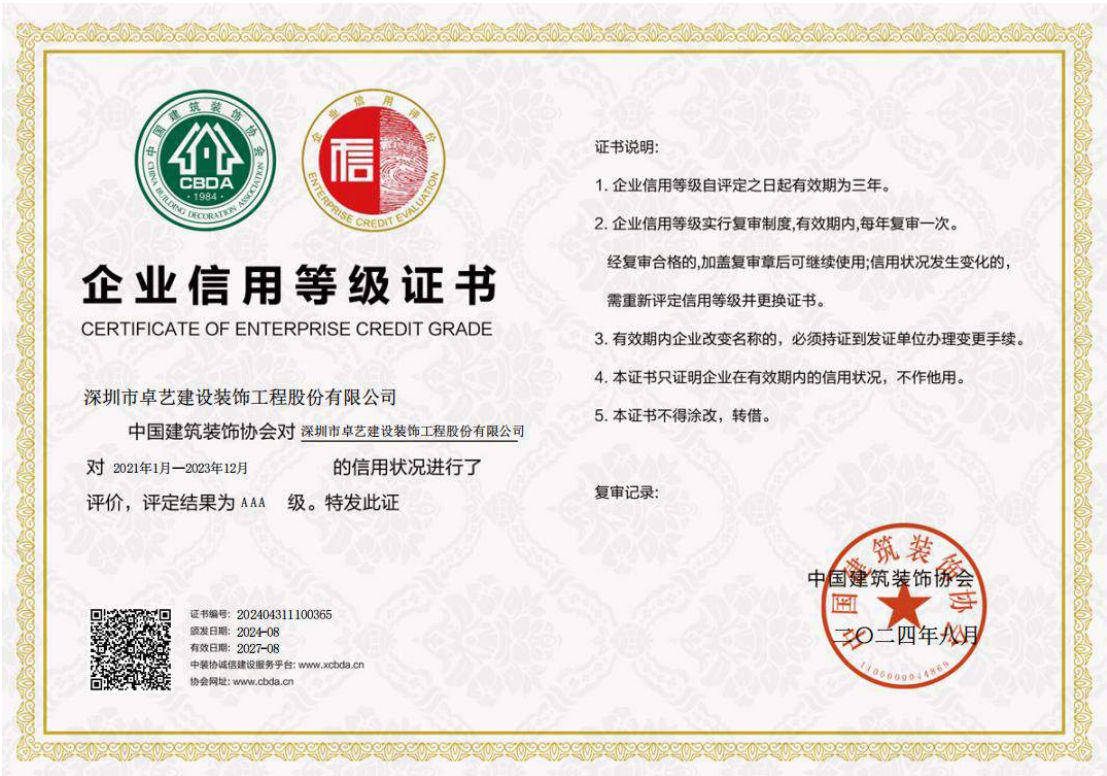 中国建筑装饰协会
CBDA
·1984·
CHINA BUILDING DECORATION ASSOCIATION
企业信用评价
信
ENTERPRISE CREDIT EVALUATION
企业信用等级证书
CERTIFICATE OF ENTERPRISE CREDIT GRADE
深圳市卓艺建设装饰工程股份有限公司
中国建筑装饰协会对 深圳市卓艺建设装饰工程股份有限公司
对 2021年1月—2023年12月 的信用状况进行了
评价，评定结果为 AAA 级。特发此证
证书编号: 202404311100365
颁发日期: 2024-08
有效日期: 2027-08
中装协诚信建设服务平台: www.xcbda.cn
协会网址: www.cbda.cn
证书说明:
1. 企业信用等级自评定之日起有效期为三年。
2. 企业信用等级实行复审制度,有效期内,每年复审一次。
经复审合格的,加盖复审章后可继续使用;信用状况发生变化的，
需重新评定信用等级并更换证书。
3. 有效期内企业改变名称的，必须持证到发证单位办理变更手续。
4. 本证书只证明企业在有效期内的信用状况，不作他用。
5. 本证书不得涂改，转借。
复审记录:
中国建筑装饰协会
中国建筑装饰协会
二〇二四年八月